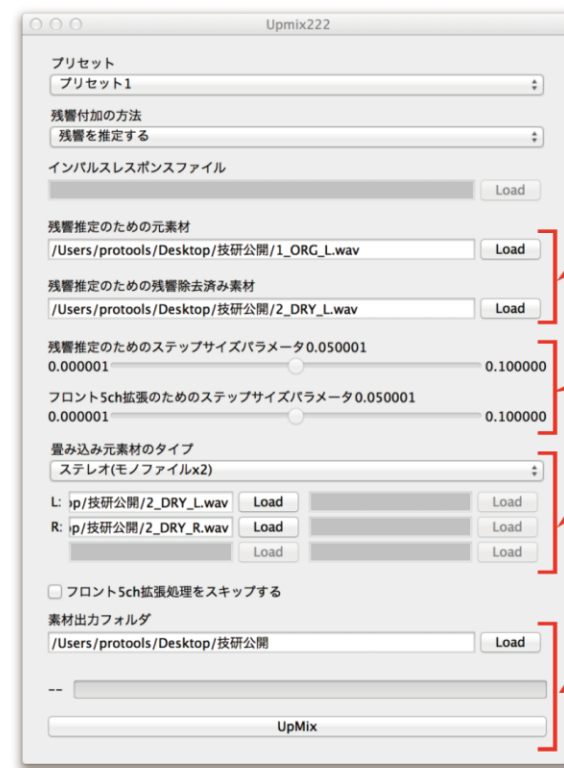 Upmix222
プリセット
プリセット1
残響付加の方法
残響を推定する
インパルスレスポンスファイル
Load
残響推定のための元素材
/Users/protools/Desktop/技研公開/1_ORG_L.wav Load
残響推定のための残響除去済み素材
/Users/protools/Desktop/技研公開/2_DRY_L.wav Load
残響推定のためのステップサイズパラメータ0.050001
0.000001 0.100000
フロント5ch拡張のためのステップサイズパラメータ0.050001
0.000001 0.100000
畳み込み元素材のタイプ
ステレオ(モノファイルx2)
L: op/技研公開/2_DRY_L.wav Load Load
R: op/技研公開/2_DRY_R.wav Load Load
Load Load
フロント5ch拡張処理をスキップする
素材出力フォルダ
/Users/protools/Desktop/技研公開 Load
--
UpMix